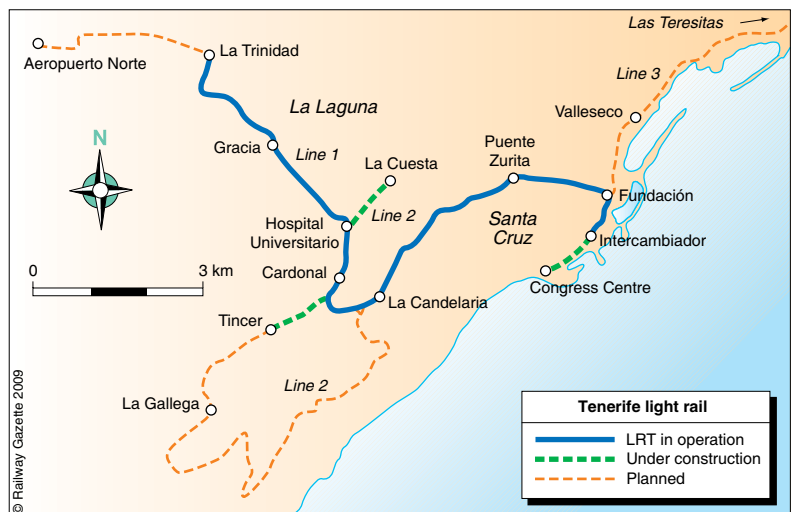 Las Teresitas
Aeropuerto Norte
La Trinidad
Line 3
La Laguna
Valleseco
Gracia
Line 1
La Cuesta
Puente
Zurita
N
Line 2
Fundación
Hospital
Universitario
Santa
Cruz
Intercambiador
0 3 km
Cardonal
Congress Centre
La Candelaria
Tincer
Line 2
La Gallega
Tenerife light rail
LRT in operation
Under construction
Planned
© Railway Gazette 2009